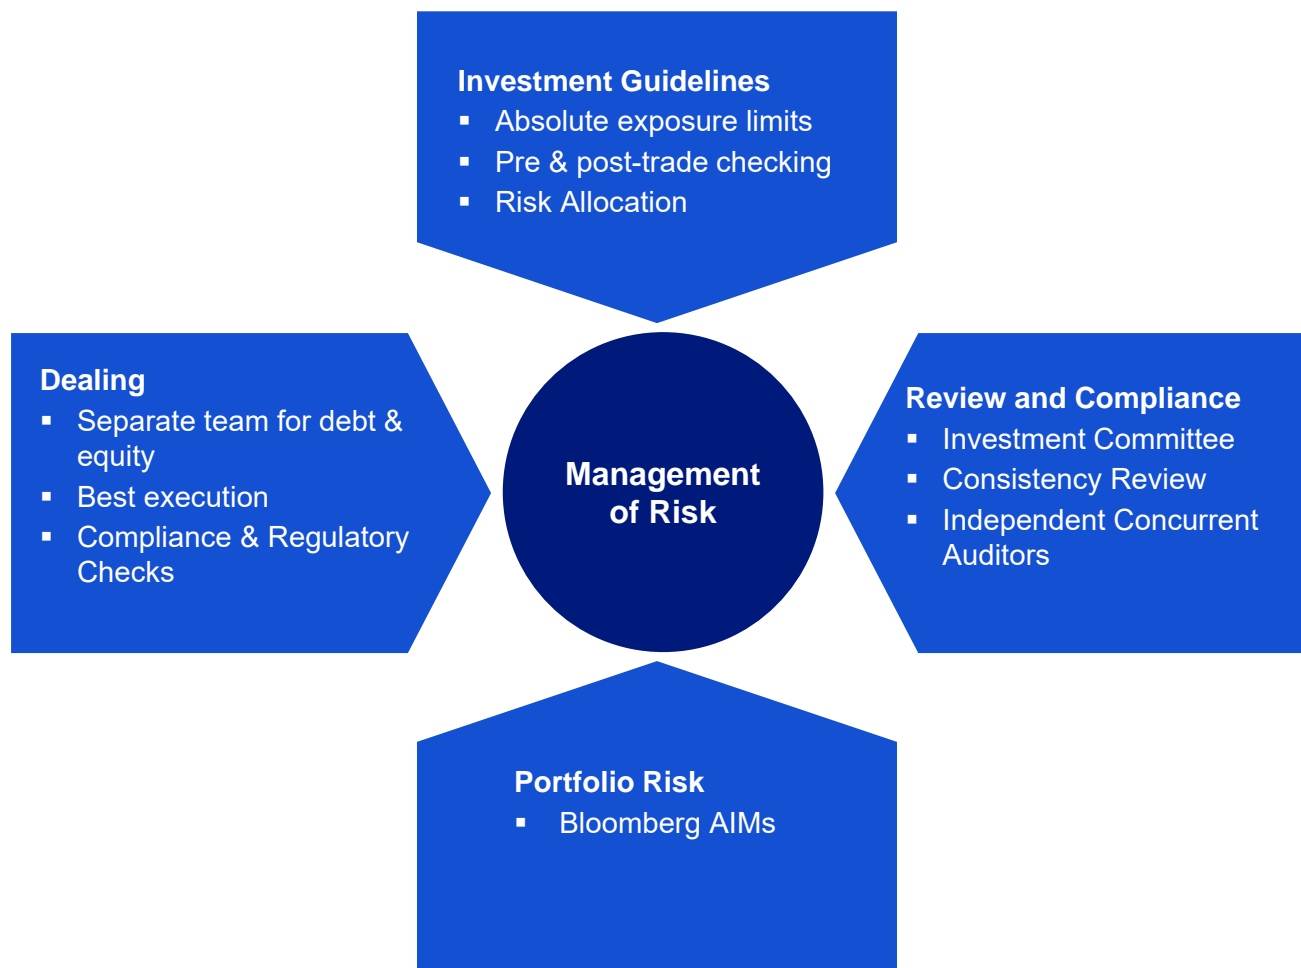 Investment Guidelines
▪ Absolute exposure limits
▪ Pre & post-trade checking
▪ Risk Allocation
Dealing
▪ Separate team for debt &
equity
▪ Best execution
▪ Compliance & Regulatory
Checks
Management
of Risk
Review and Compliance
▪ Investment Committee
▪ Consistency Review
▪ Independent Concurrent
Auditors
Portfolio Risk
▪ Bloomberg AIMs